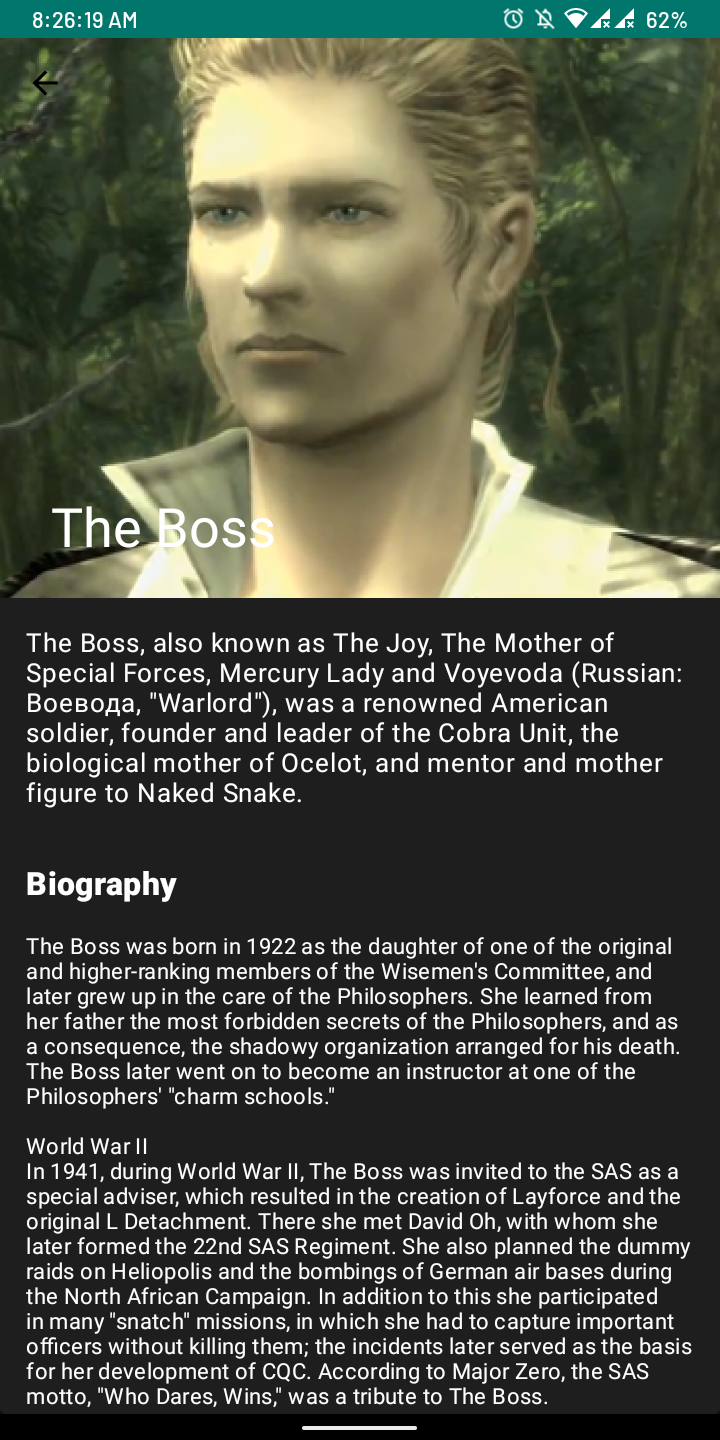 8:26:19 AM
62%
The Boss
The Boss, also known as The Joy, The Mother of
Special Forces, Mercury Lady and Voyevoda (Russian:
Воевода, "Warlord"), was a renowned American
soldier, founder and leader of the Cobra Unit, the
biological mother of Ocelot, and mentor and mother
figure to Naked Snake.
Biography
The Boss was born in 1922 as the daughter of one of the original
and higher-ranking members of the Wisemen's Committee, and
later grew up in the care of the Philosophers. She learned from
her father the most forbidden secrets of the Philosophers, and as
a consequence, the shadowy organization arranged for his death.
The Boss later went on to become an instructor at one of the
Philosophers' "charm schools."
World War II
In 1941, during World War II, The Boss was invited to the SAS as a
special adviser, which resulted in the creation of Layforce and the
original L Detachment. There she met David Oh, with whom she
later formed the 22nd SAS Regiment. She also planned the dummy
raids on Heliopolis and the bombings of German air bases during
the North African Campaign. In addition to this she participated
in many "snatch" missions, in which she had to capture important
officers without killing them; the incidents later served as the basis
for her development of CQC. According to Major Zero, the SAS
motto, "Who Dares, Wins," was a tribute to The Boss.